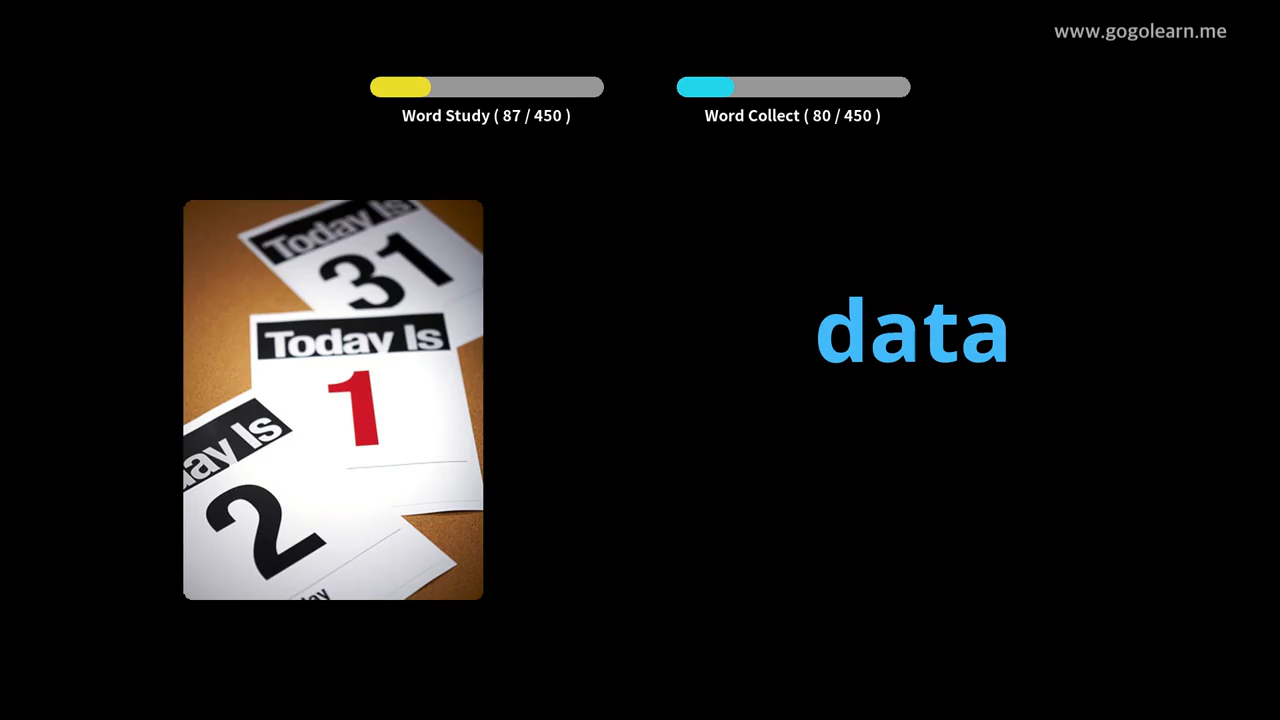 www.gogolearn.me
Word Study ( 87 / 450 )
Word Collect ( 80 / 450 )
Today Is
31
Today Is
1
ay Is
2
data